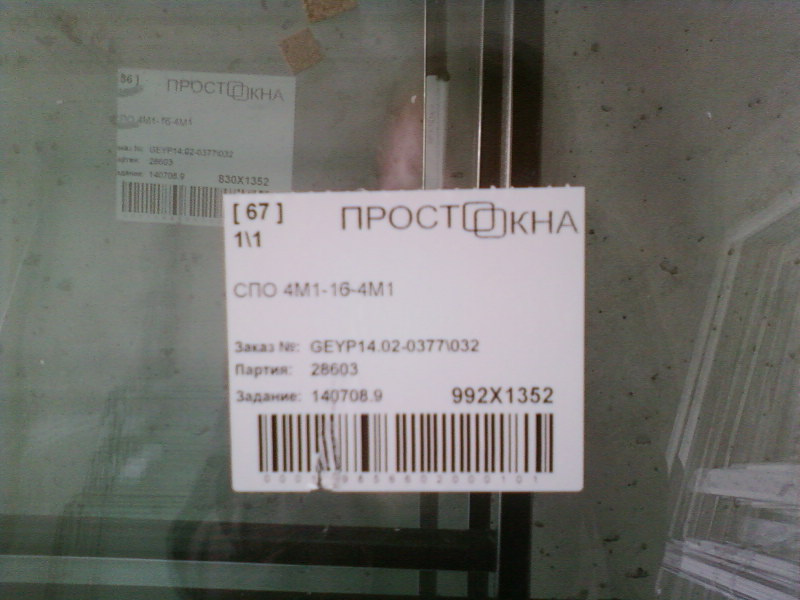 [ 67 ]
ПРОСТОКНА
1\1
СПО 4М1-16-4М1
Заказ №: GEYP14.02-0377\032
Партия: 28603
Задание: 140708.9
992X1352
86 ]
ПРОСТОКНА
СПО 4М1-16-4М1
GEYP14.02-0377\032
28603
140708.9
830X1352